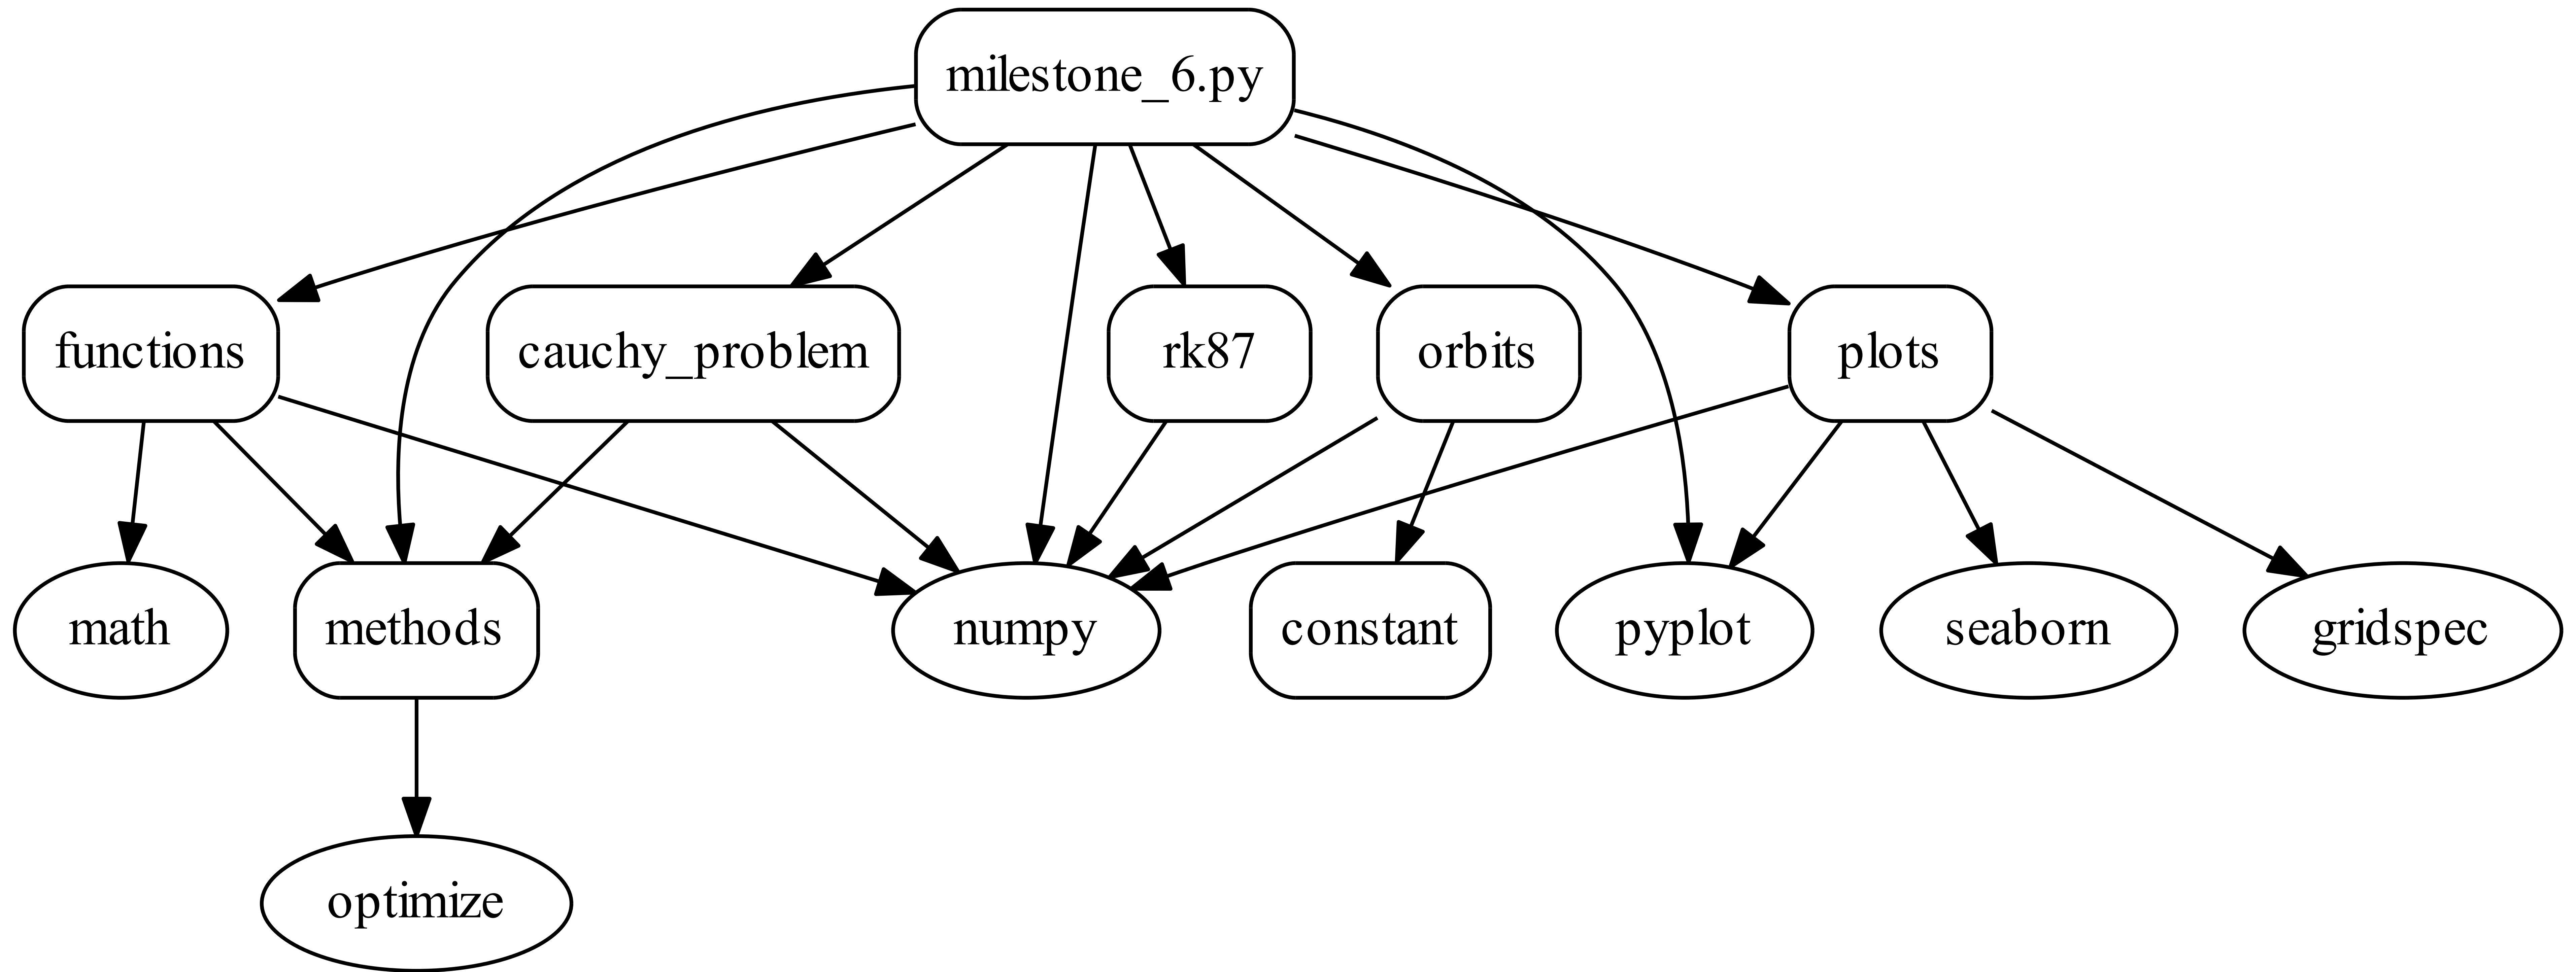 milestone_6.py
functions
cauchy_problem
rk87
orbits
plots
math
methods
numpy
constant
pyplot
seaborn
gridspec
optimize